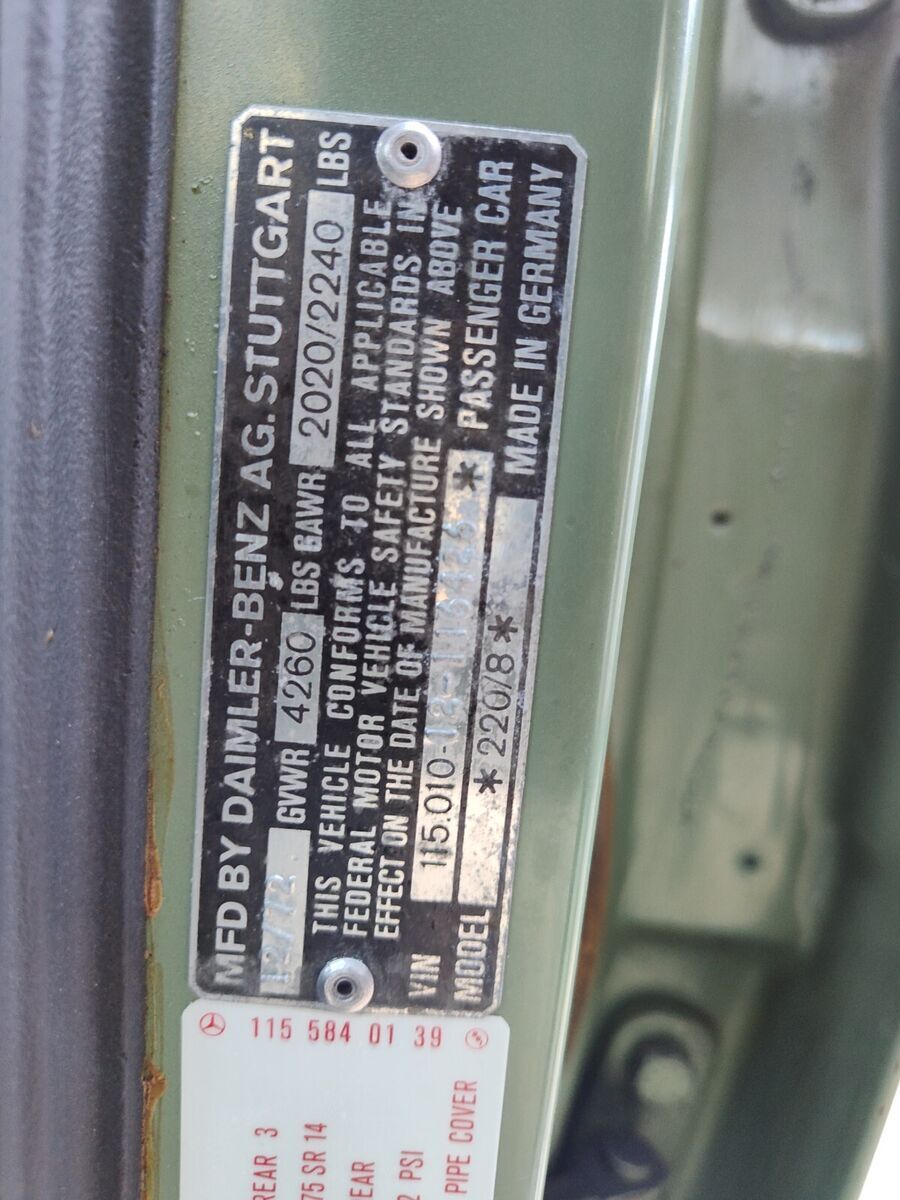 MFD BY DAIMLER-BENZ AG. STUTTGART
12/72 GVWR 4260 LBS GAWR 2020/2240 LBS
THIS VEHICLE CONFORMS TO ALL APPLICABLE
FEDERAL MOTOR VEHICLE SAFETY STANDARDS IN
EFFECT ON THE DATE OF MANUFACTURE SHOWN ABOVE
VIN 115.010-12- * PASSENGER CAR
MODEL *220/8* MADE IN GERMANY
115 584 01 39
REAR 3
75 SR 14
EAR
2 PSI
PIPE COVER